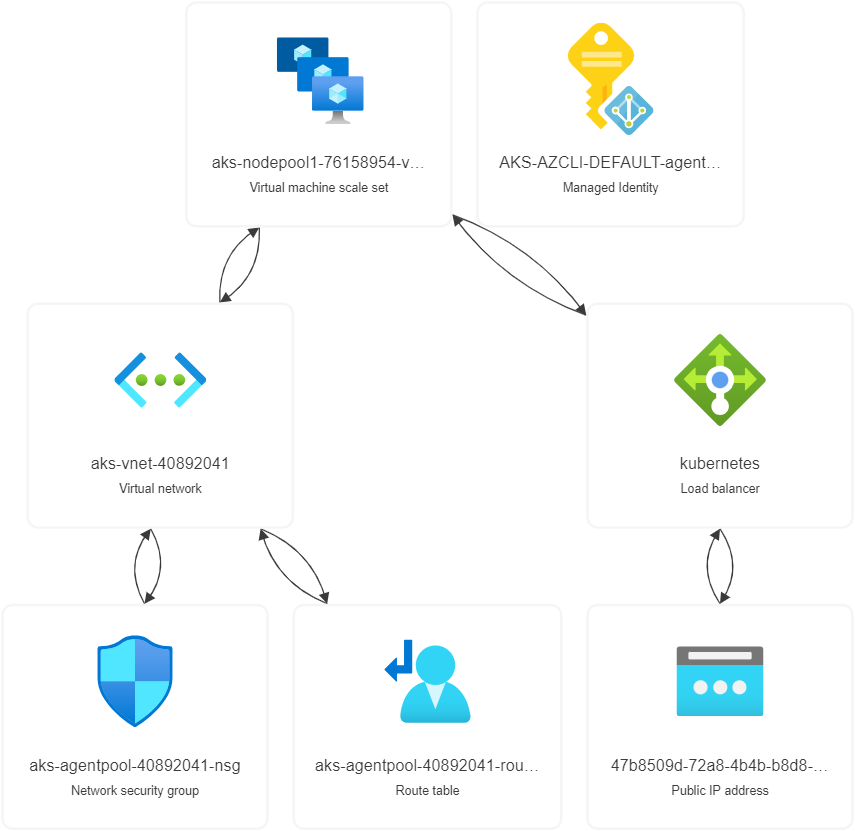 aks-nodepool1-76158954-v...
Virtual machine scale set
AKS-AZCLI-DEFAULT-agent...
Managed Identity
aks-vnet-40892041
Virtual network
kubernetes
Load balancer
aks-agentpool-40892041-nsg
Network security group
aks-agentpool-40892041-rou...
Route table
47b8509d-72a8-4b4b-b8d8-...
Public IP address